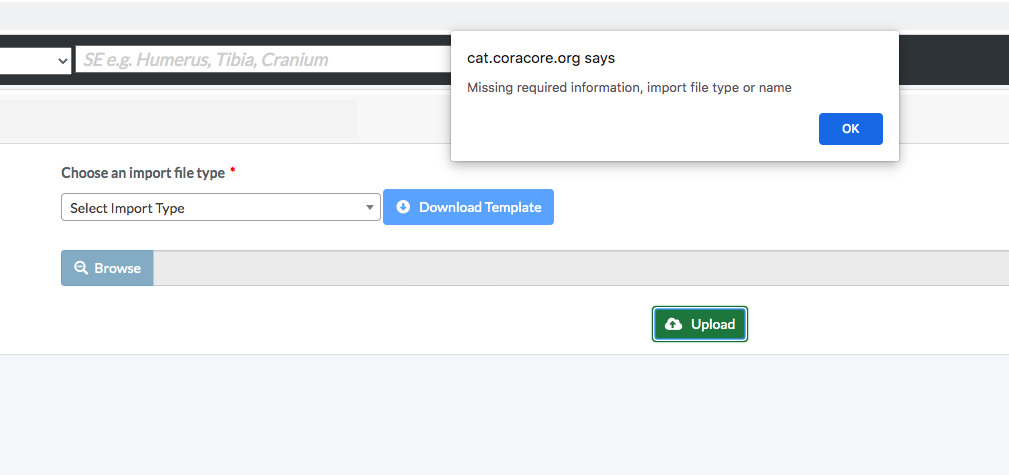 SE e.g. Humerus, Tibia, Cranium
cat.coracore.org says
Missing required information, import file type or name
OK
Choose an import file type *
Select Import Type
Download Template
Browse
Upload